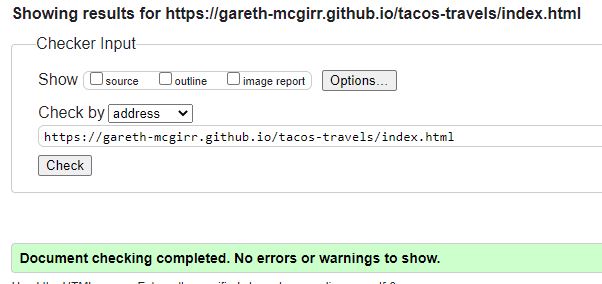 Showing results for https://gareth-mcgirr.github.io/tacos-travels/index.html
Checker Input
Show source outline image report Options...
Check by address
https://gareth-mcgirr.github.io/tacos-travels/index.html
Check
Document checking completed. No errors or warnings to show.